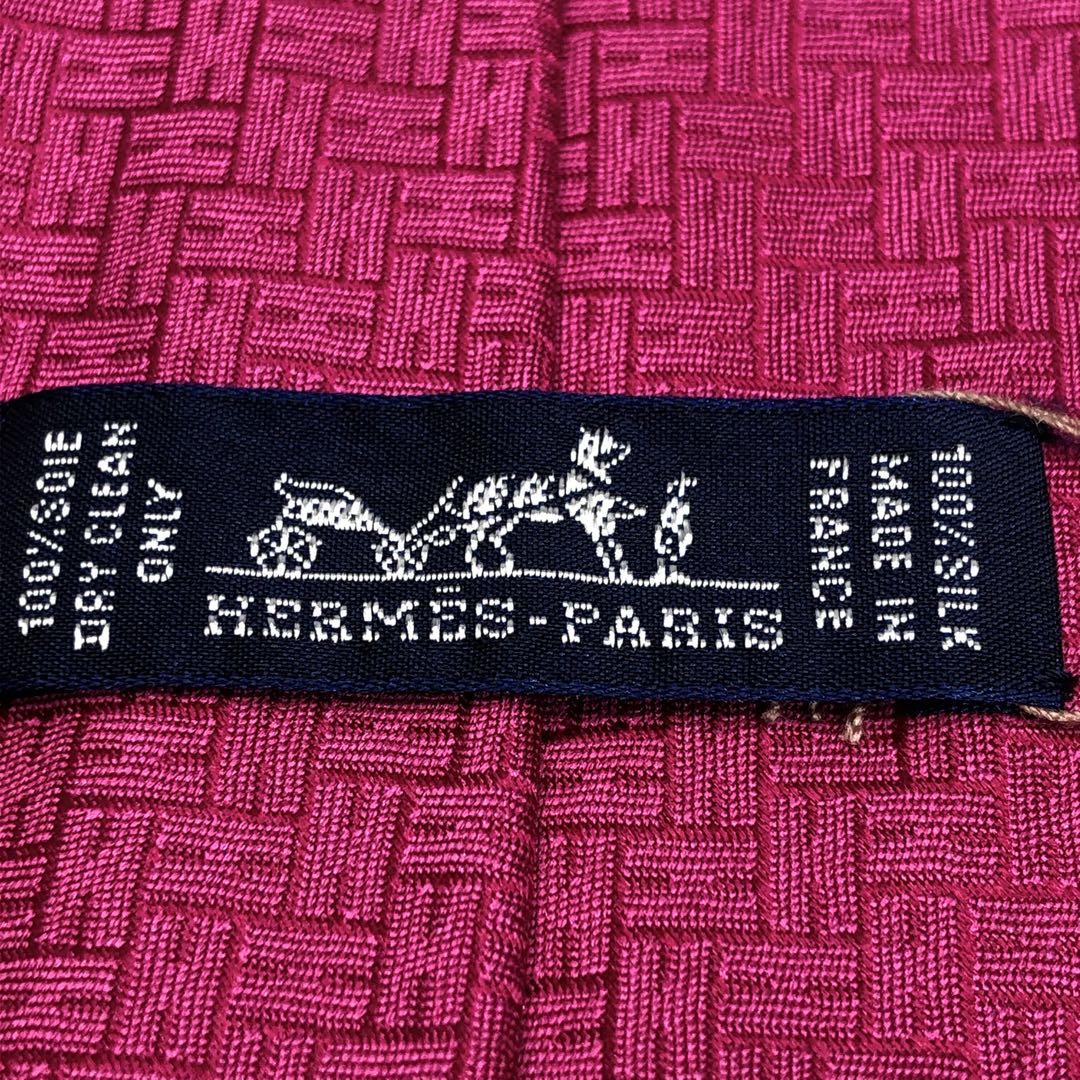 100%SOIE
DRY CLEAN
ONLY
HERMÈS-PARIS
100%SILK
MADE IN
FRANCE